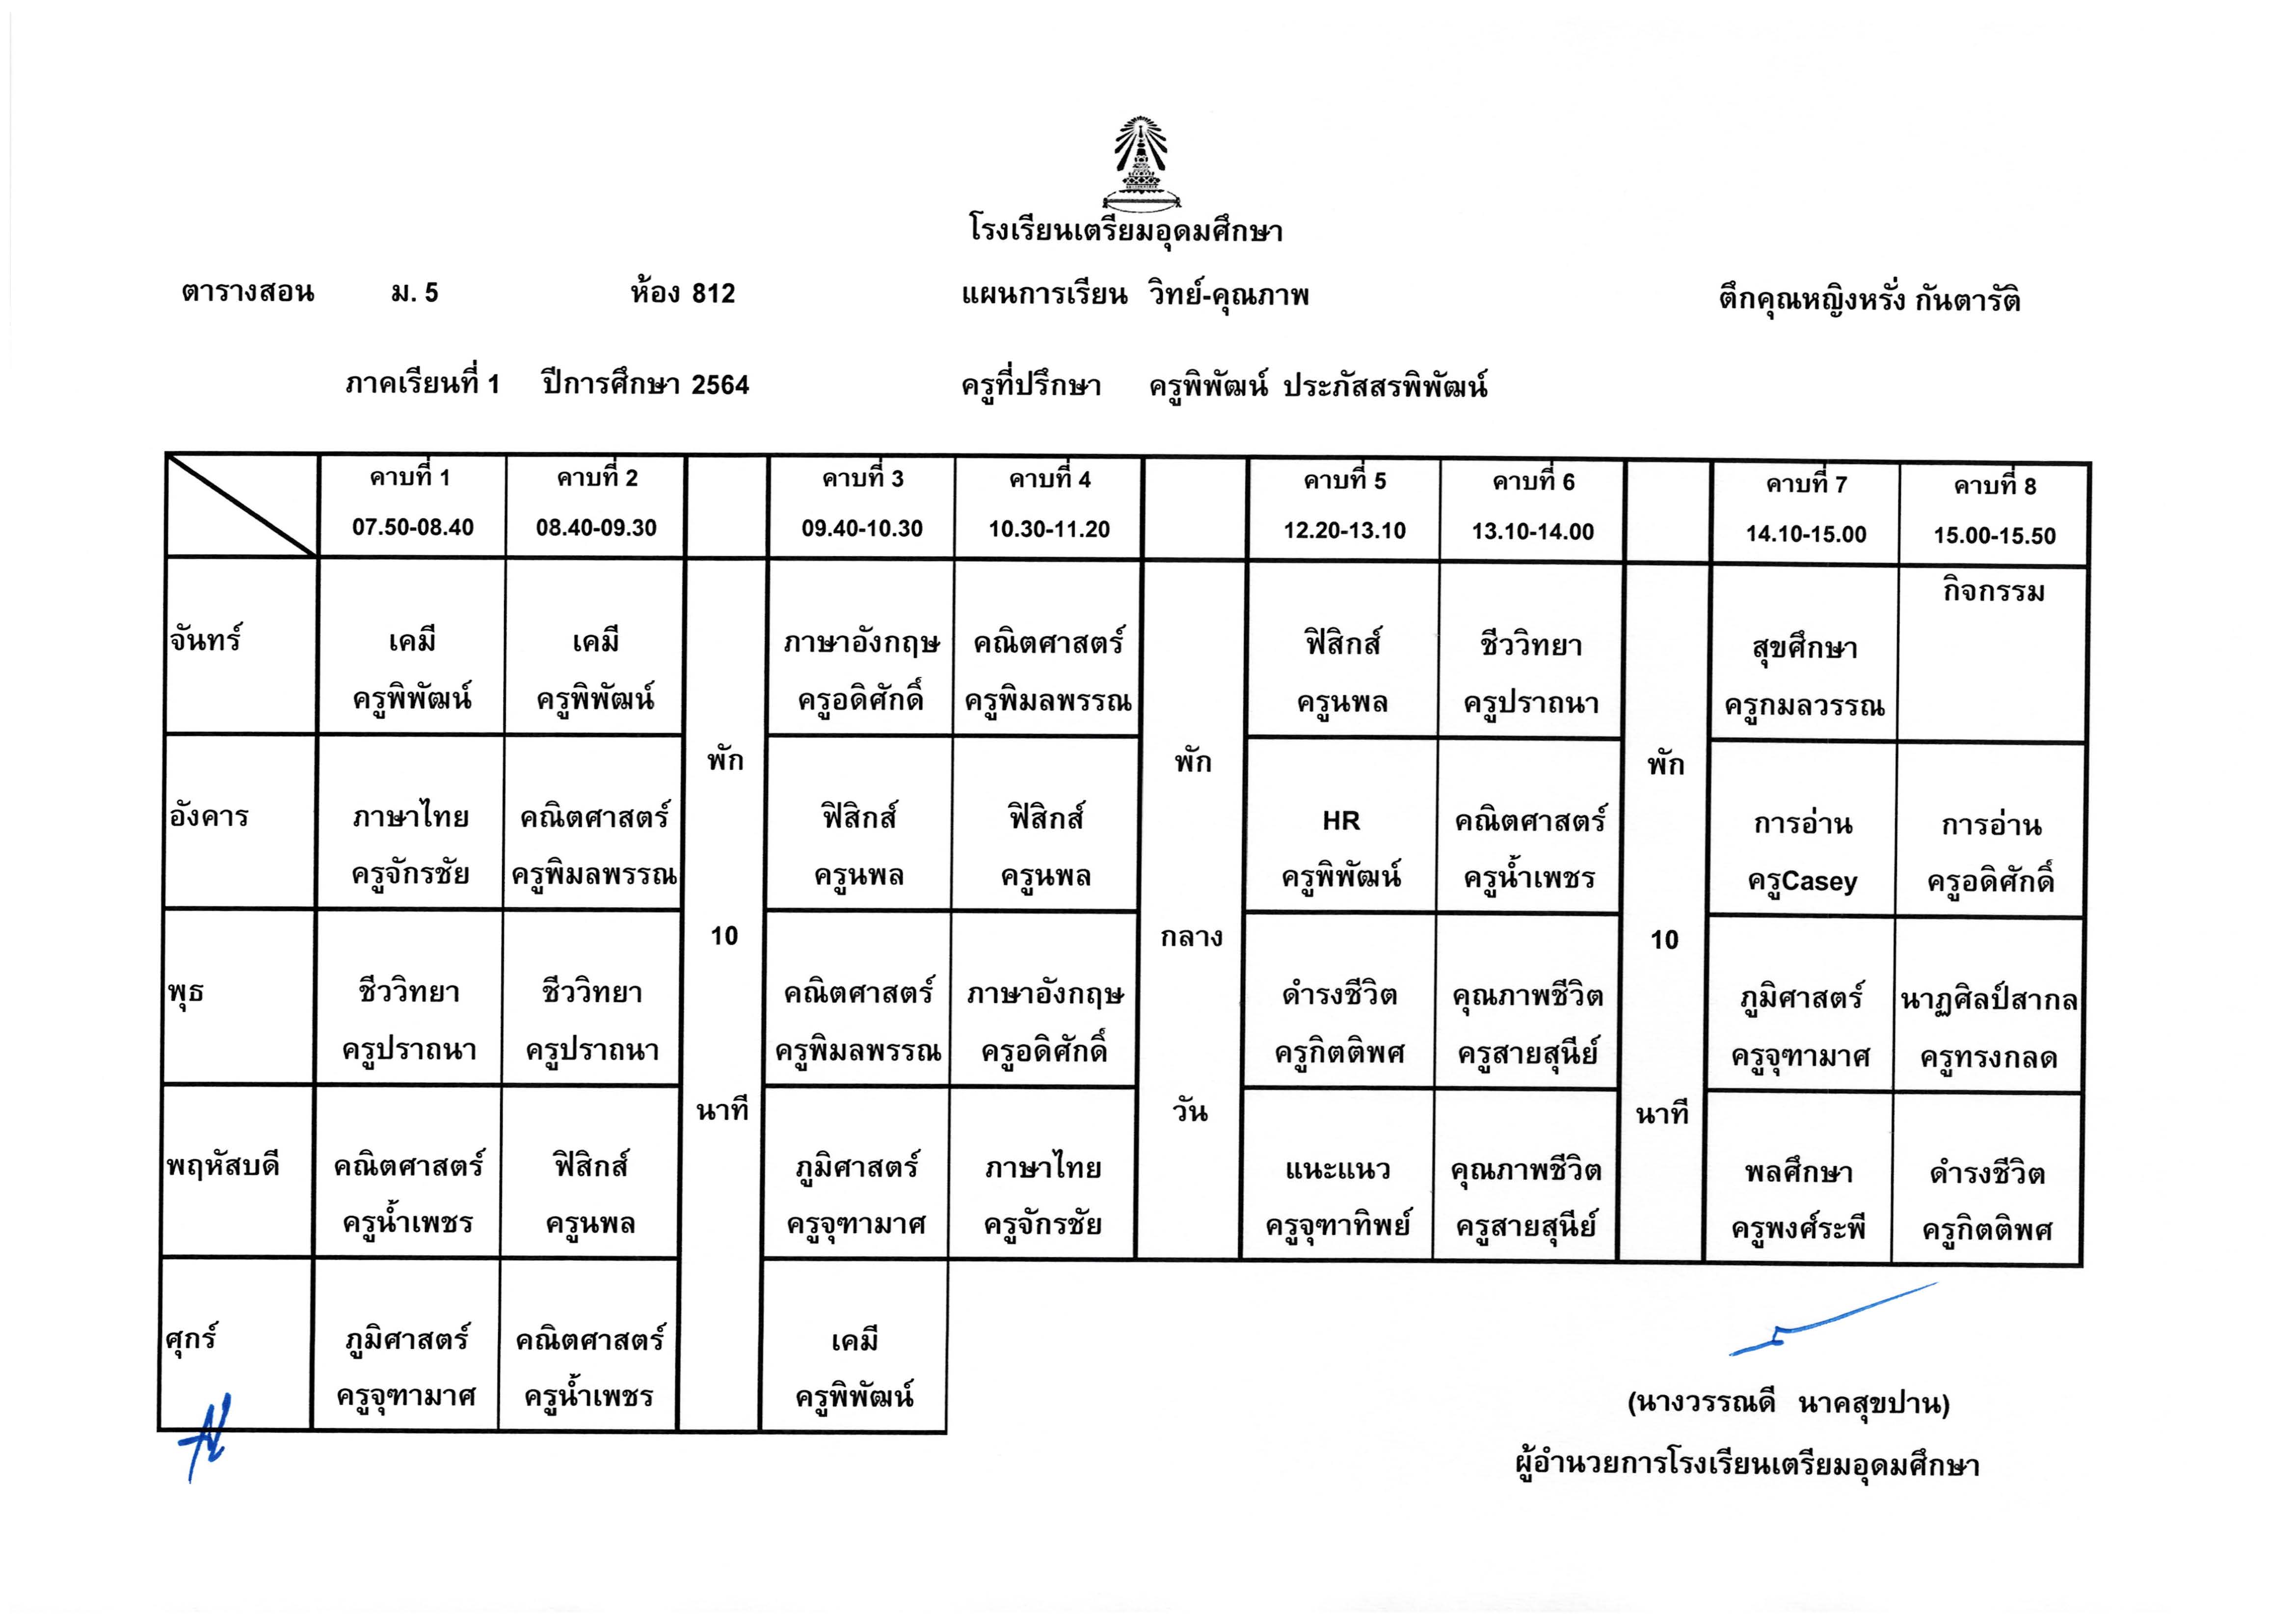 โรงเรียนเตรียมอุดมศึกษา
ตารางสอน ม. 5 ห้อง 812 แผนการเรียน วิทย์-คุณภาพ ตึกคุณหญิงหรั่ง กันตารัติ
ภาคเรียนที่ 1 ปีการศึกษา 2564 ครูที่ปรึกษา ครูพิพัฒน์ ประภัสสรพิพัฒน์
คาบที่ 1 คาบที่ 2 คาบที่ 3 คาบที่ 4 คาบที่ 5 คาบที่ 6 คาบที่ 7 คาบที่ 8
07.50-08.40 08.40-09.30 09.40-10.30 10.30-11.20 12.20-13.10 13.10-14.00 14.10-15.00 15.00-15.50
กิจกรรม
จันทร์ เคมี เคมี ภาษาอังกฤษ คณิตศาสตร์ ฟิสิกส์ ชีววิทยา สุขศึกษา
ครูพิพัฒน์ ครูพิพัฒน์ ครูอดิศักดิ์ ครูพิมลพรรณ ครูนพล ครูปราถนา ครูกมลวรรณ
พัก พัก พัก
อังคาร ภาษาไทย คณิตศาสตร์ ฟิสิกส์ ฟิสิกส์ HR คณิตศาสตร์ การอ่าน การอ่าน
ครูจักรชัย ครูพิมลพรรณ ครูนพล ครูนพล ครูพิพัฒน์ ครูน้ำเพชร ครูCasey ครูอดิศักดิ์
10 กลาง 10
พุธ ชีววิทยา ชีววิทยา คณิตศาสตร์ ภาษาอังกฤษ ดำรงชีวิต คุณภาพชีวิต ภูมิศาสตร์ นาฏศิลป์สากล
ครูปราถนา ครูปราถนา ครูพิมลพรรณ ครูอดิศักดิ์ ครูกิตติพศ ครูสายสุนีย์ ครูจุฑามาศ ครูทรงกลด
นาที วัน นาที
พฤหัสบดี คณิตศาสตร์ ฟิสิกส์ ภูมิศาสตร์ ภาษาไทย แนะแนว คุณภาพชีวิต พลศึกษา ดำรงชีวิต
ครูน้ำเพชร ครูนพล ครูจุฑามาศ ครูจักรชัย ครูจุฑาทิพย์ ครูสายสุนีย์ ครูพงศ์ระพี ครูกิตติพศ
ศุกร์ ภูมิศาสตร์ คณิตศาสตร์ เคมี
ครูจุฑามาศ ครูน้ำเพชร ครูพิพัฒน์
(นางวรรณดี นาคสุขปาน)
ผู้อำนวยการโรงเรียนเตรียมอุดมศึกษา